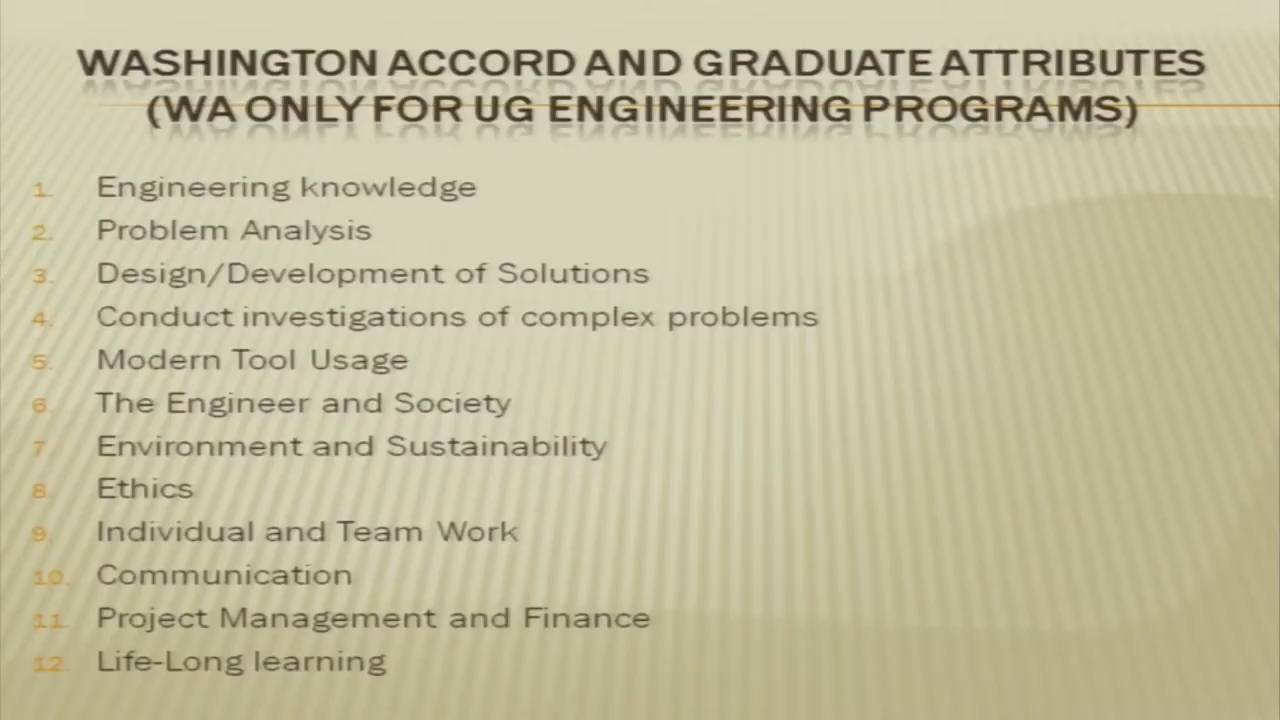 WASHINGTON ACCORD AND GRADUATE ATTRIBUTES
(WA ONLY FOR UG ENGINEERING PROGRAMS)
1. Engineering knowledge
2. Problem Analysis
3. Design/Development of Solutions
4. Conduct investigations of complex problems
5. Modern Tool Usage
6. The Engineer and Society
7. Environment and Sustainability
8. Ethics
9. Individual and Team Work
10. Communication
11. Project Management and Finance
12. Life-Long learning